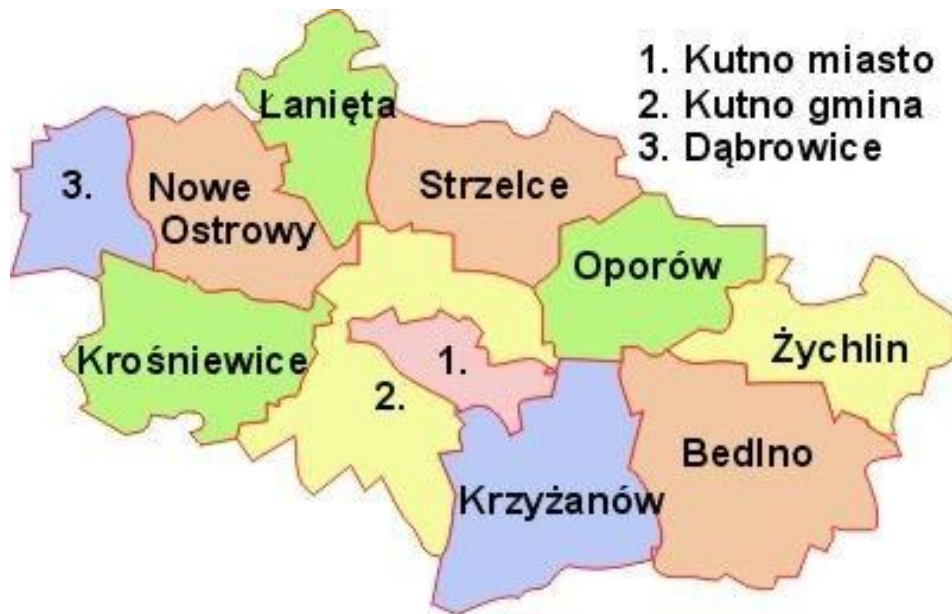 1. Kutno miasto
2. Kutno gmina
3. Dąbrowice
Łanięta
3.
Nowe
Ostrowy
Strzelce
Oporów
Krośniewice
1.
2.
Żychlin
Bedlno
Krzyżanów